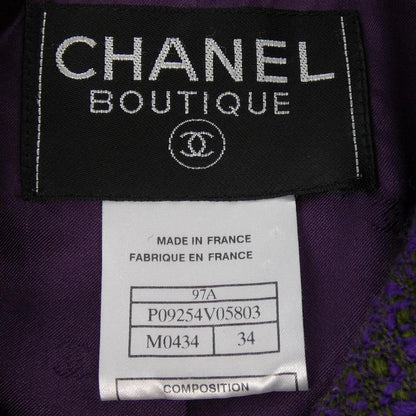 CHANEL
BOUTIQUE
MADE IN FRANCE
FABRIQUE EN FRANCE
97A
P09254V05803
M0434 34
COMPOSITION